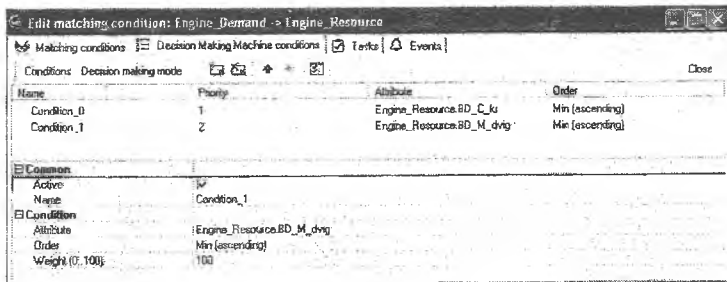 Edit matching condition: Engine_Demand -> Engine_Resource
Matching conditions Decision Making Machine conditions Tasks Events
Conditions Decision making mode Close
Name Priority Attribute Order
Condition_0 1 Engine_Resource.BD_C_ks Min (ascending)
Condition_1 2 Engine_Resource.BD_M_dvig Min (ascending)
Common
Active
Name Condition_1
Condition
Attribute Engine_Resource.BD_M_dvig
Order Min (ascending)
Weight (0..100) 100